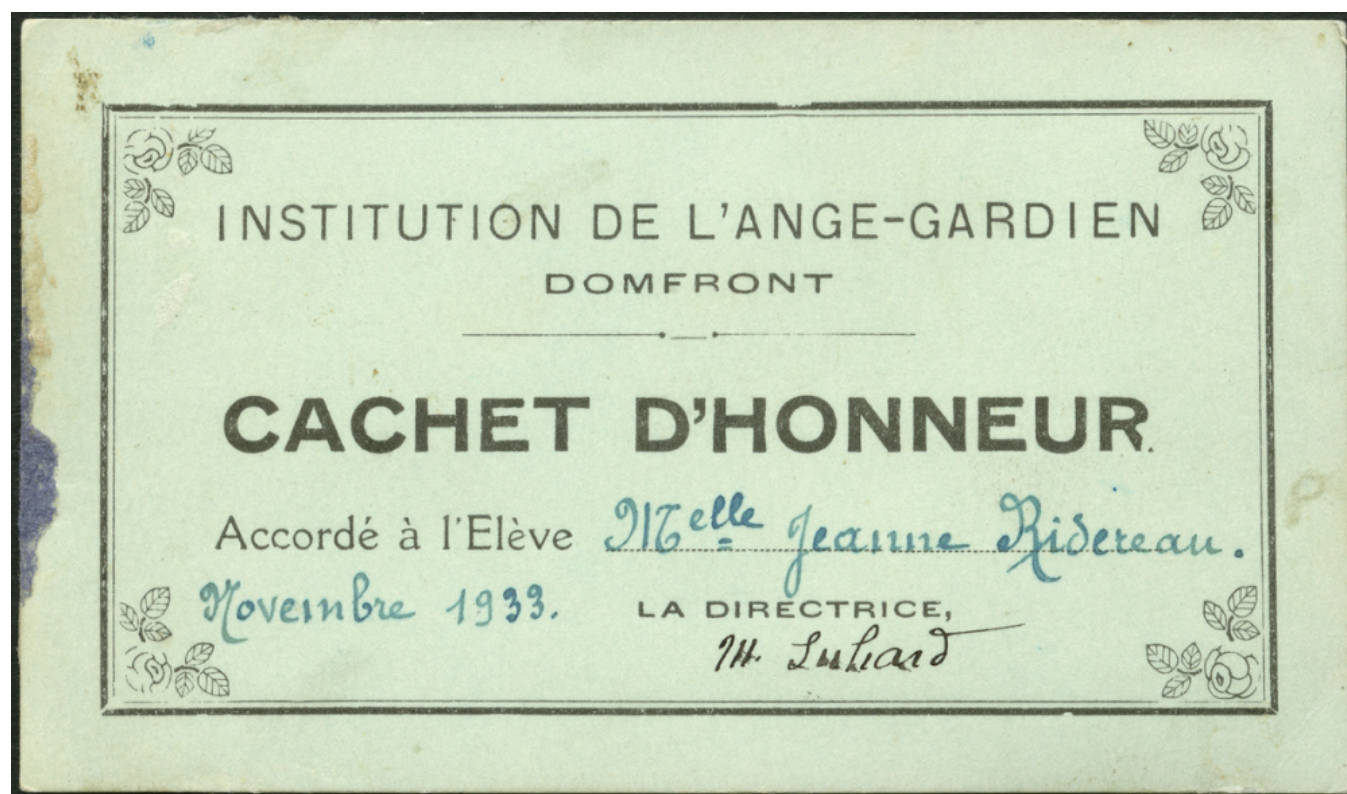 INSTITUTION DE L'ANGE-GARDIEN
DOMFRONT
CACHET D'HONNEUR.
Accordé à l'Elève Melle Jeanne Ridereau.
Novembre 1933. LA DIRECTRICE,
M.